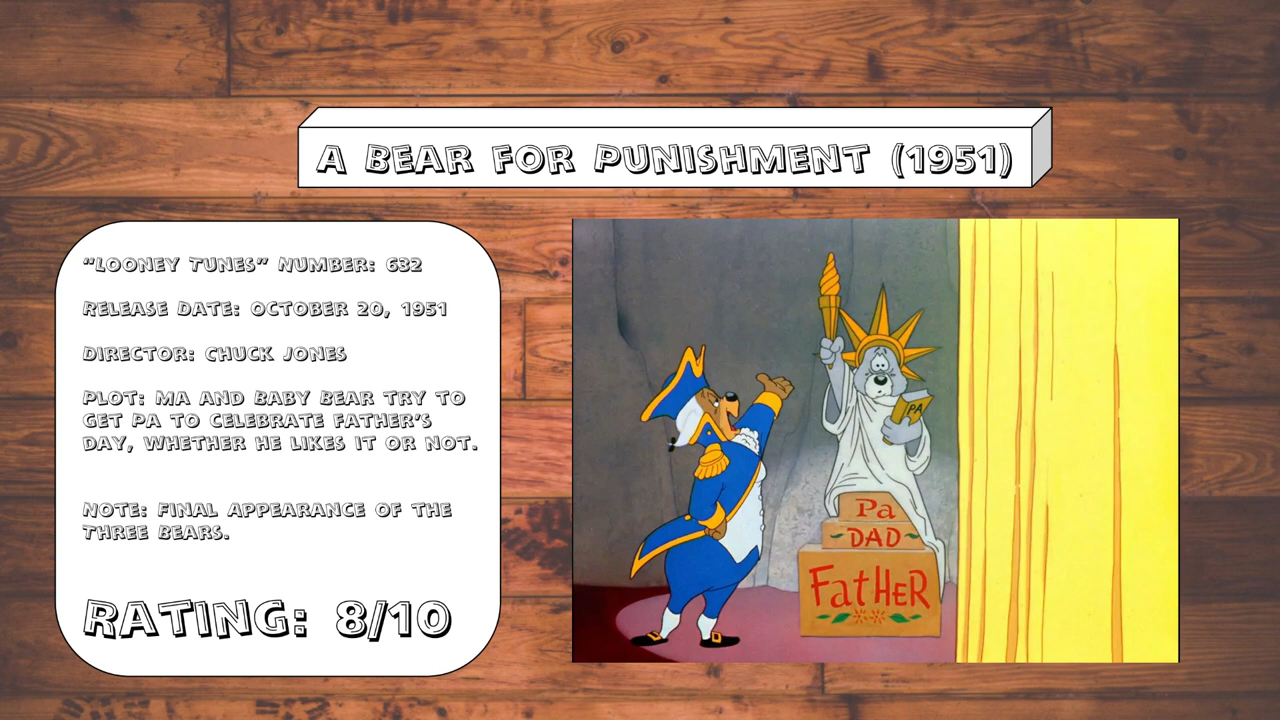 A BEAR FOR PUNISHMENT (1951)
"LOONEY TUNES" NUMBER: 632
RELEASE DATE: OCTOBER 20, 1951
DIRECTOR: CHUCK JONES
PLOT: MA AND BABY BEAR TRY TO
GET PA TO CELEBRATE FATHER'S
DAY, WHETHER HE LIKES IT OR NOT.
NOTE: FINAL APPEARANCE OF THE
THREE BEARS.
RATING: 8/10
PA
Pa
DAD
FatHER